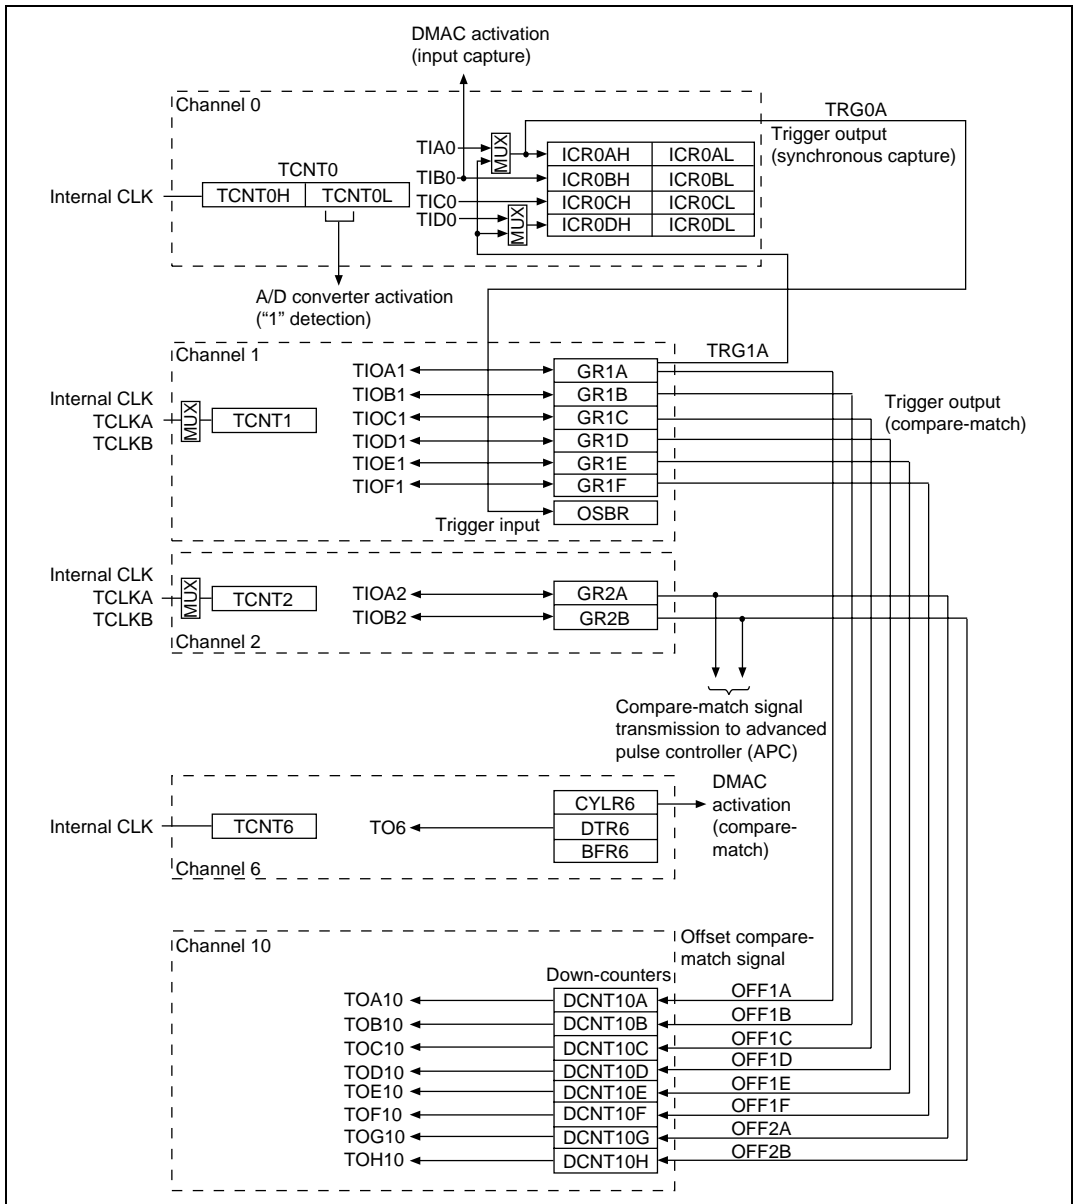 DMAC activation
(input capture)
Channel 0
TRG0A
Trigger output
(synchronous capture)
TIA0
MUX
ICR0AH ICR0AL
TCNT0
TIB0
ICR0BH ICR0BL
Internal CLK
TCNT0H TCNT0L
TIC0
ICR0CH ICR0CL
TID0
MUX
ICR0DH ICR0DL
A/D converter activation
(“1” detection)
Channel 1
TRG1A
TIOA1 GR1A
Internal CLK
TCLKA
TCLKB
MUX
TCNT1
TIOB1 GR1B
TIOC1 GR1C
TIOD1 GR1D
TIOE1 GR1E
TIOF1 GR1F
Trigger output
(compare-match)
Trigger input
OSBR
Internal CLK
TCLKA
TCLKB
MUX
TCNT2
TIOA2 GR2A
TIOB2 GR2B
Channel 2
Compare-match signal
transmission to advanced
pulse controller (APC)
CYLR6
DMAC
activation
(compare-
match)
Internal CLK
TCNT6
TO6 DTR6
BFR6
Channel 6
Channel 10
Offset compare-
match signal
Down-counters
TOA10 DCNT10A OFF1A
TOB10 DCNT10B OFF1B
TOC10 DCNT10C OFF1C
TOD10 DCNT10D OFF1D
TOE10 DCNT10E OFF1E
TOF10 DCNT10F OFF1F
TOG10 DCNT10G OFF2A
TOH10 DCNT10H OFF2B